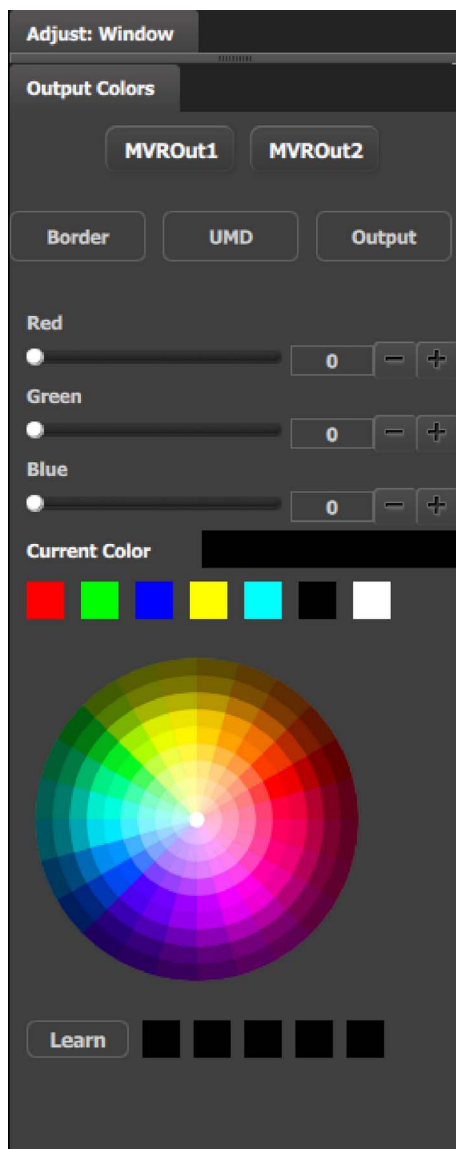 Adjust: Window
Output Colors
MVROut1 MVROut2
Border UMD Output
Red
0 − +
Green
0 − +
Blue
0 − +
Current Color
Learn